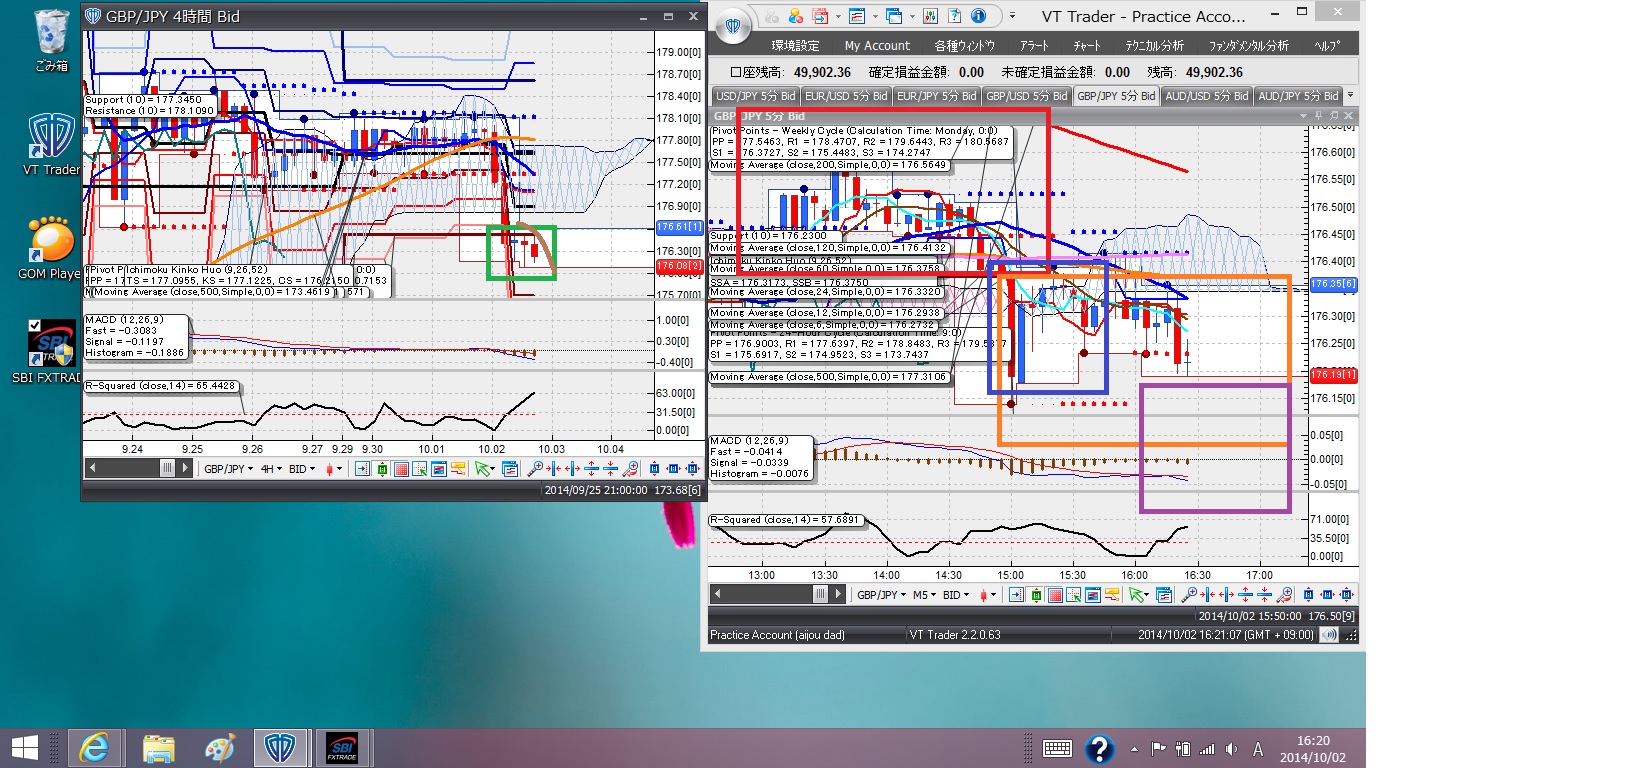 ごみ箱
VT Trader
GOM Playe
SBI FXTRAD
GBP/JPY 4時間 Bid
179.00[0]
178.70[0]
178.40[0]
178.10[0]
177.80[0]
177.50[0]
177.20[0]
176.90[0]
176.61[1]
176.30[0]
176.08[2]
175.70[0]
Support (10) = 177.3450
Resistance (10) = 178.1090
Ichimoku Kinko Huo (9,26,52)
TS = 177.0955, KS = 177.1225, CS = 176.2150
Moving Average (close,500,Simple,0,0) = 173.4619
MACD (12,26,9)
Fast = -0.3083
Signal = -0.1197
Histogram = -0.1886
1.00[0]
0.30[0]
-0.40[0]
R-Squared (close,14) = 65.4428
63.00[0]
31.50[0]
0.00[0]
9.24 9.25 9.26 9.27 9.28 9.29 9.30 10.01 10.02 10.03 10.04
GBP/JPY 4H BID
2014/09/25 21:00:00 173.68[6]
VT Trader - Practice Acco...
環境設定 My Account 各種ウィンドウ アラート チャート テクニカル分析 ファンダメンタル分析 ヘルプ
口座残高: 49,902.36 確定損益金額: 0.00 未確定損益金額: 0.00 残高: 49,902.36
USD/JPY 5分 Bid EUR/USD 5分 Bid EUR/JPY 5分 Bid GBP/USD 5分 Bid GBP/JPY 5分 Bid AUD/USD 5分 Bid AUD/JPY 5分 Bid
GBP/JPY 5分 Bid
Pivot Points - Weekly Cycle (Calculation Time: Monday, 0:0)
PP = 177.5463, R1 = 178.4707, R2 = 179.6443, R3 = 180.5687
S1 = 176.3727, S2 = 175.4483, S3 = 174.2747
Moving Average (close,200,Simple,0,0) = 176.5649
Support (10) = 176.2300
Moving Average (close,120,Simple,0,0) = 176.4132
Ichimoku Kinko Huo (9,26,52)
Moving Average (close,60,Simple,0,0) = 176.3758
SSA = 176.3173, SSB = 176.3750
Moving Average (close,24,Simple,0,0) = 176.3320
Moving Average (close,12,Simple,0,0) = 176.2938
Moving Average (close,6,Simple,0,0) = 176.2732
Pivot Points - 24-Hour Cycle (Calculation Time: 9:0)
PP = 176.9003, R1 = 177.6397, R2 = 178.8483, R3 = 179.5877
S1 = 175.6917, S2 = 174.9523, S3 = 173.7437
Moving Average (close,500,Simple,0,0) = 177.3106
176.60[0]
176.55[0]
176.50[0]
176.45[0]
176.40[0]
176.35[6]
176.30[0]
176.25[0]
176.19[1]
176.15[0]
MACD (12,26,9)
Fast = -0.0414
Signal = -0.0339
Histogram = -0.0076
0.05[0]
0.00[0]
-0.05[0]
R-Squared (close,14) = 57.6891
71.00[0]
35.50[0]
0.00[0]
13:00 13:30 14:00 14:30 15:00 15:30 16:00 16:30 17:00
GBP/JPY M5 BID
2014/10/02 15:50:00 176.50[9]
Practice Account (aijou dad) VT Trader 2.2.0.63 2014/10/02 16:21:07 (GMT + 09:00)
SBI
FXTRADE
A
16:20
2014/10/02